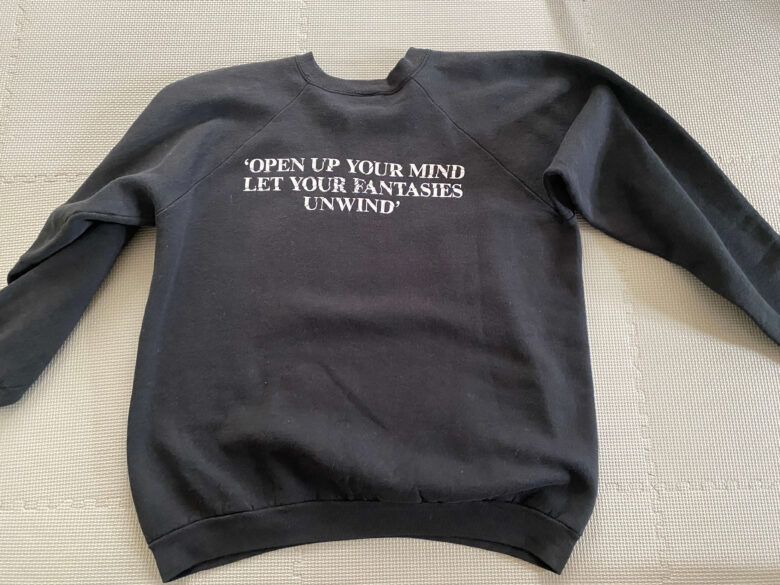 ‘OPEN UP YOUR MIND
LET YOUR FANTASIES
UNWIND’